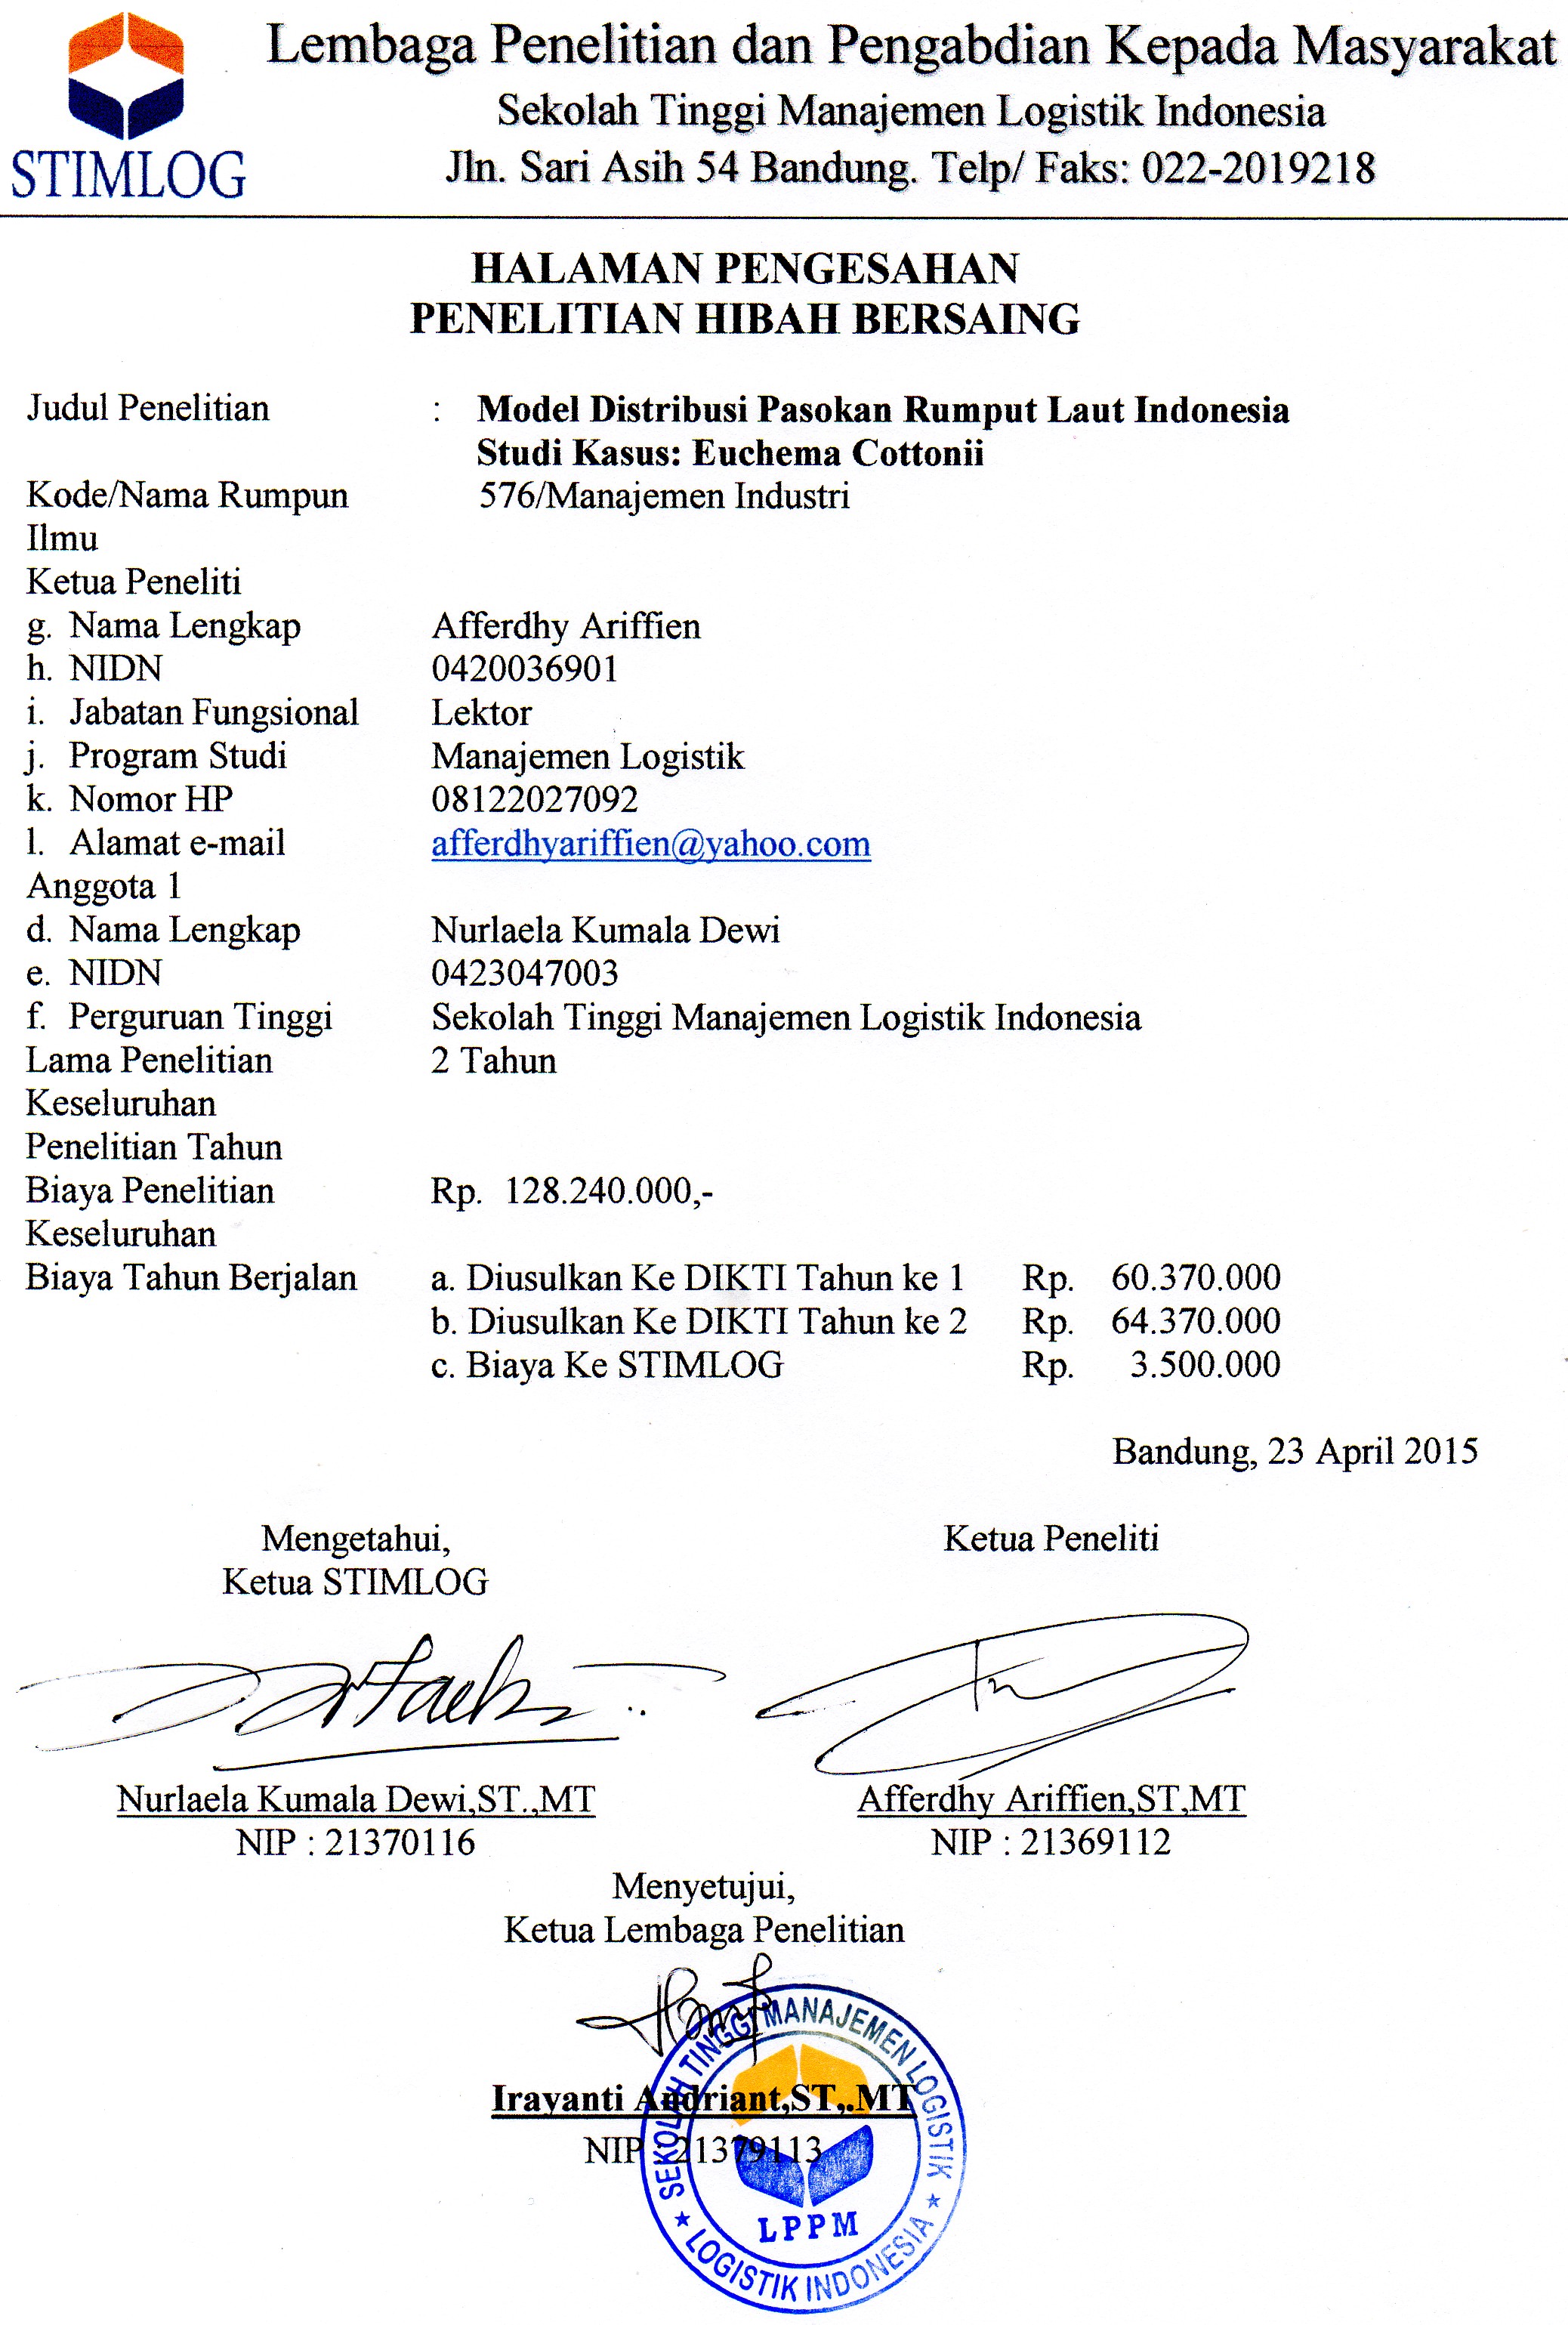 STIMLOG
Lembaga Penelitian dan Pengabdian Kepada Masyarakat
Sekolah Tinggi Manajemen Logistik Indonesia
Jln. Sari Asih 54 Bandung. Telp/ Faks: 022-2019218
HALAMAN PENGESAHAN
PENELITIAN HIBAH BERSAING
Judul Penelitian : Model Distribusi Pasokan Rumput Laut Indonesia
Studi Kasus: Euchema Cottonii
Kode/Nama Rumpun 576/Manajemen Industri
Ilmu
Ketua Peneliti
g. Nama Lengkap Afferdhy Ariffien
h. NIDN 0420036901
i. Jabatan Fungsional Lektor
j. Program Studi Manajemen Logistik
k. Nomor HP 08122027092
l. Alamat e-mail afferdhyariffien@yahoo.com
Anggota 1
d. Nama Lengkap Nurlaela Kumala Dewi
e. NIDN 0423047003
f. Perguruan Tinggi Sekolah Tinggi Manajemen Logistik Indonesia
Lama Penelitian 2 Tahun
Keseluruhan
Penelitian Tahun
Biaya Penelitian Rp. 128.240.000,-
Keseluruhan
Biaya Tahun Berjalan a. Diusulkan Ke DIKTI Tahun ke 1 Rp. 60.370.000
b. Diusulkan Ke DIKTI Tahun ke 2 Rp. 64.370.000
c. Biaya Ke STIMLOG Rp. 3.500.000
Bandung, 23 April 2015
Mengetahui, Ketua Peneliti
Ketua STIMLOG
Nurlaela Kumala Dewi,ST.,MT Afferdhy Ariffien,ST,MT
NIP : 21370116 NIP : 21369112
Menyetujui,
Ketua Lembaga Penelitian
Irayanti Andriant,ST,.MT
NIP 21379113
SEKOLAH TINGGI MANAJEMEN LOGISTIK
LPPM
LOGISTIK INDONESIA